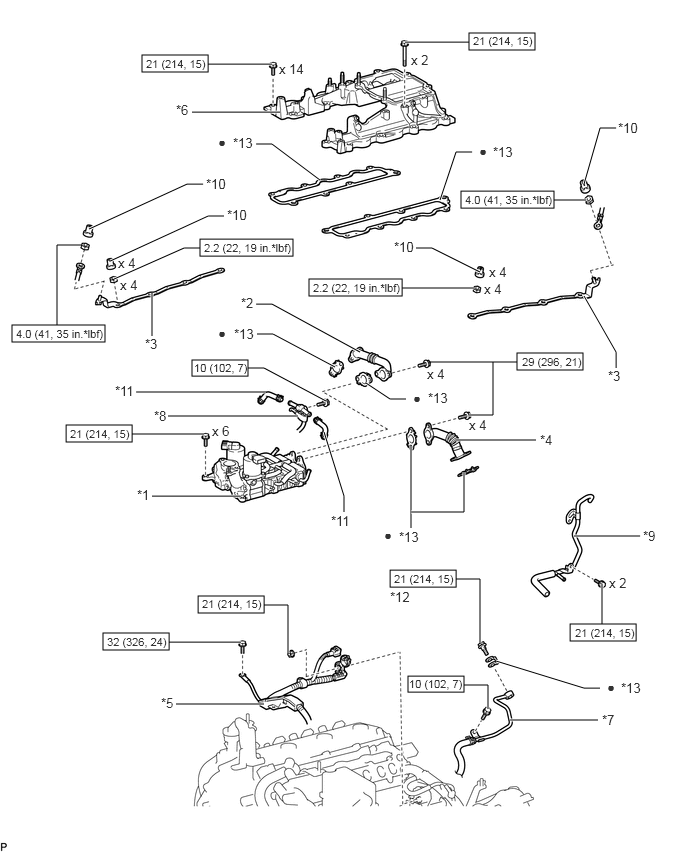 21 (214, 15)
x 2
21 (214, 15)
x 14
*6
● *13
● *13
*10
*10
4.0 (41, 35 in.*lbf)
*10
*10
x 4
2.2 (22, 19 in.*lbf)
x 4
x 4
2.2 (22, 19 in.*lbf)
x 4
*2
4.0 (41, 35 in.*lbf)
*3
● *13
29 (296, 21)
*3
10 (102, 7)
x 4
*11
● *13
*8
x 4
21 (214, 15)
x 6
*4
*1
*11
● *13
*9
21 (214, 15)
*12
x 2
21 (214, 15)
21 (214, 15)
32 (326, 24)
10 (102, 7)
● *13
*5
*7
P